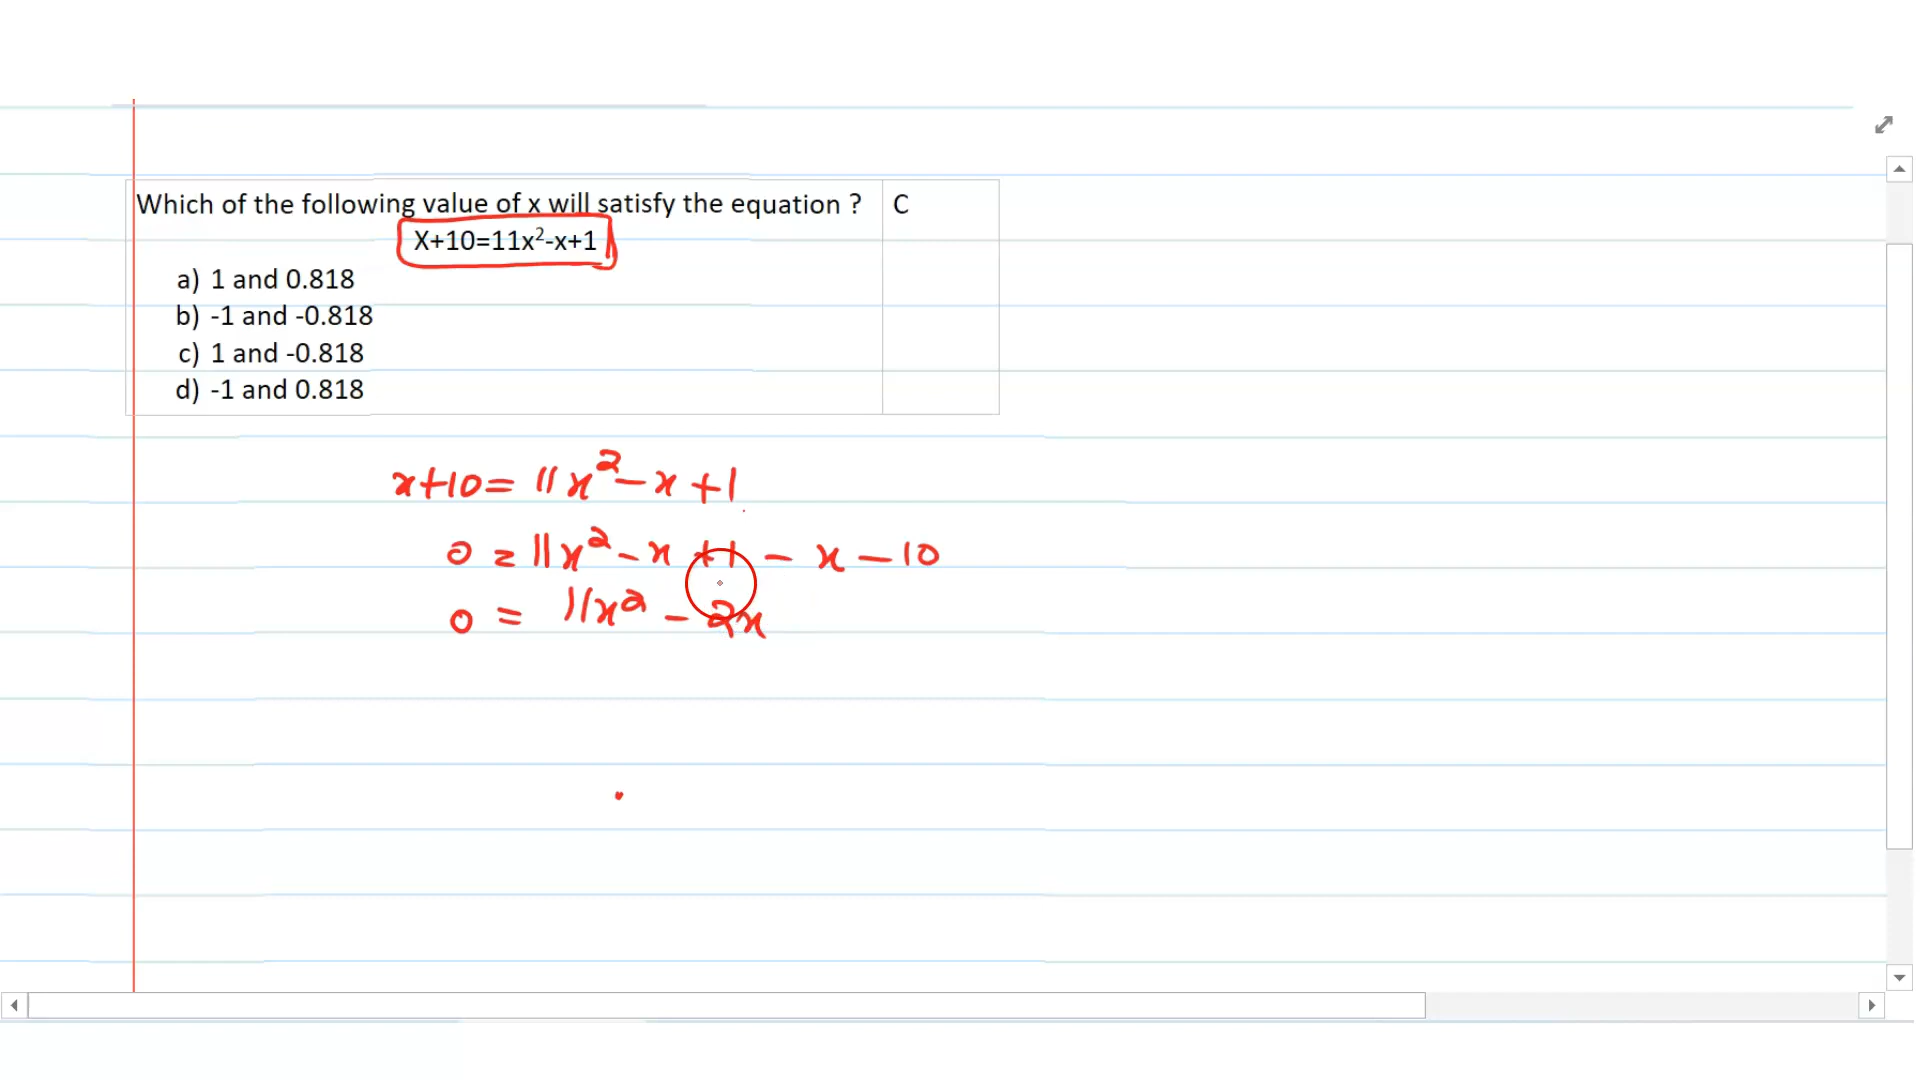 Which of the following value of x will satisfy the equation ? C
X+10=11x²-x+1
a) 1 and 0.818
b) -1 and -0.818
c) 1 and -0.818
d) -1 and 0.818
x+10= 11x²-x+1
0 = 11x²-x +1 - x -10
0 = 11x² - 2x